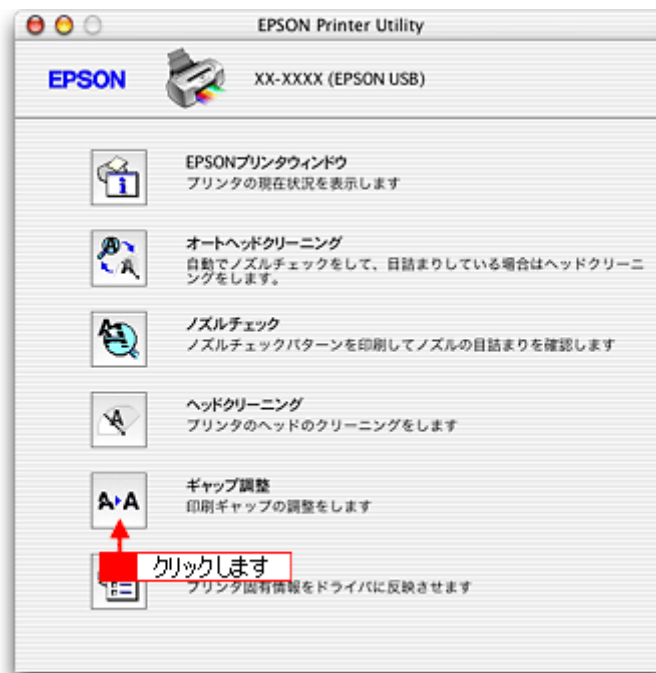 EPSON Printer Utility
EPSON
XX-XXXX (EPSON USB)
EPSONプリンタウィンドウ
プリンタの現在状況を表示します
オートヘッドクリーニング
自動でノズルチェックをして、目詰まりしている場合はヘッドクリーニ
ングをします。
ノズルチェック
ノズルチェックパターンを印刷してノズルの目詰まりを確認します
ヘッドクリーニング
プリンタのヘッドのクリーニングをします
ギャップ調整
印刷ギャップの調整をします
クリックします
プリンタ固有情報をドライバに反映させます